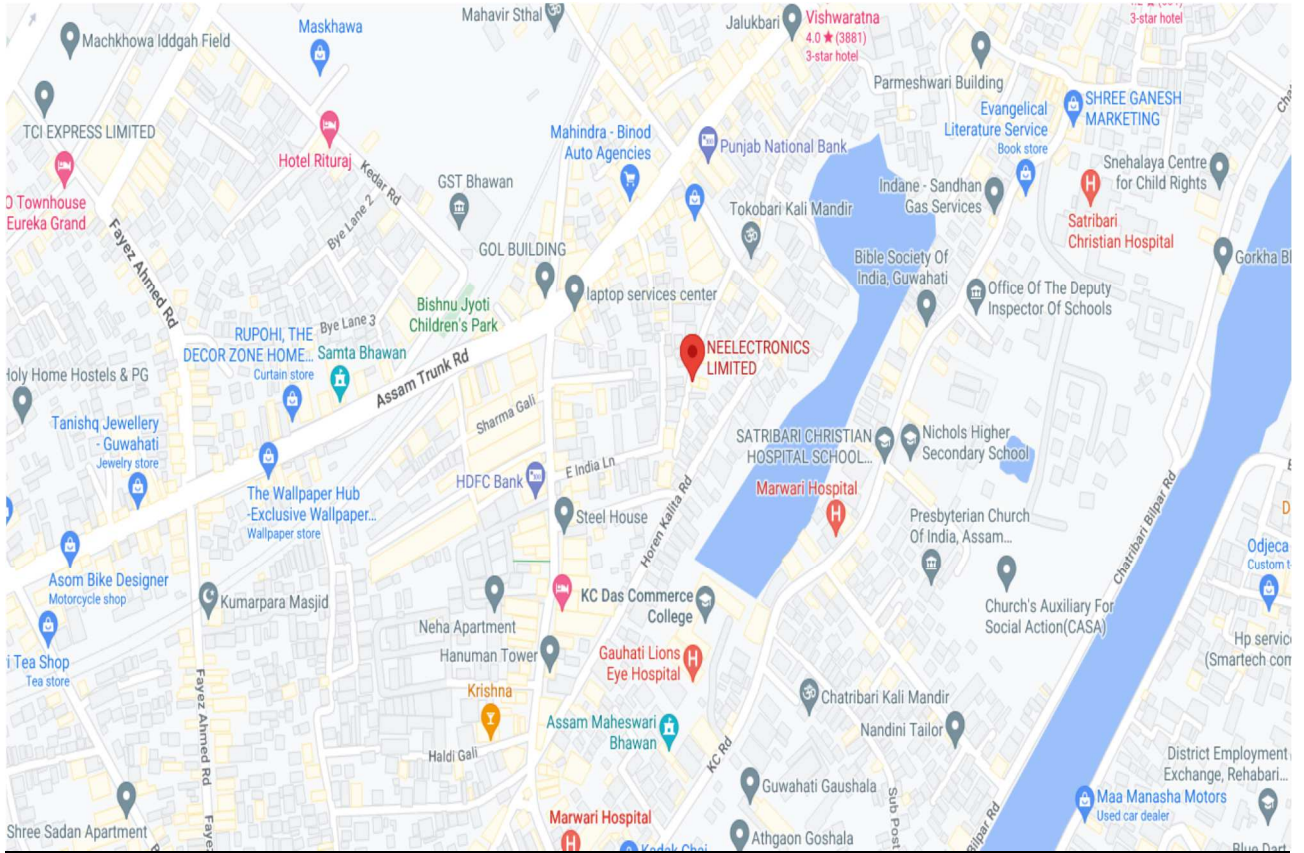 Mahavir Sthal
Jalukbari
Vishwaratna
4.0 ★ (3881)
3-star hotel
3-star hotel
Maskhawa
Machkhowa Iddgah Field
Parmeshwari Building
TCI EXPRESS LIMITED
Hotel Rituraj
Mahindra - Binod
Auto Agencies
Punjab National Bank
Evangelical
Literature Service
Book store
SHREE GANESH
MARKETING
Snehalaya Centre
for Child Rights
O Townhouse
Eureka Grand
Kedar Rd
GST Bhawan
Bye Lane 2
Tokobari Kali Mandir
Indane - Sandhan
Gas Services
Satribari
Christian Hospital
Fayez Ahmed Rd
GOL BUILDING
laptop services center
Bible Society Of
India, Guwahati
Office Of The Deputy
Inspector Of Schools
Gorkha Bl
Bishnu Jyoti
Children's Park
Bye Lane 3
RUPOHI, THE
DECOR ZONE HOME...
Curtain store
Samta Bhawan
Assam Trunk Rd
NEELECTRONICS
LIMITED
Holy Home Hostels & PG
Tanishq Jewellery
- Guwahati
Jewelry store
Sharma Gali
E India Ln
HDFC Bank
SATRIBARI CHRISTIAN
HOSPITAL SCHOOL...
Nichols Higher
Secondary School
The Wallpaper Hub
-Exclusive Wallpaper...
Wallpaper store
Steel House
Horen Kalita Rd
Marwari Hospital
Presbyterian Church
Of India, Assam...
Chatribari Bilpar Rd
Odjeca
Custom t
Asom Bike Designer
Motorcycle shop
Kumarpara Masjid
Neha Apartment
KC Das Commerce
College
Church's Auxiliary For
Social Action(CASA)
i Tea Shop
Tea store
Hanuman Tower
Gauhati Lions
Eye Hospital
Hp servic
(Smartech com
Fayez Ahmed Rd
Krishna
Haldi Gali
Assam Maheswari
Bhawan
KC Rd
Chatribari Kali Mandir
Nandini Tailor
District Employment
Exchange, Rehabari...
Guwahati Gaushala
Sub Post
Bilpar Rd
Maa Manasha Motors
Used car dealer
Shree Sadan Apartment
Faye
Marwari Hospital
Kadak Chai
Athgaon Goshala
Blue Dart